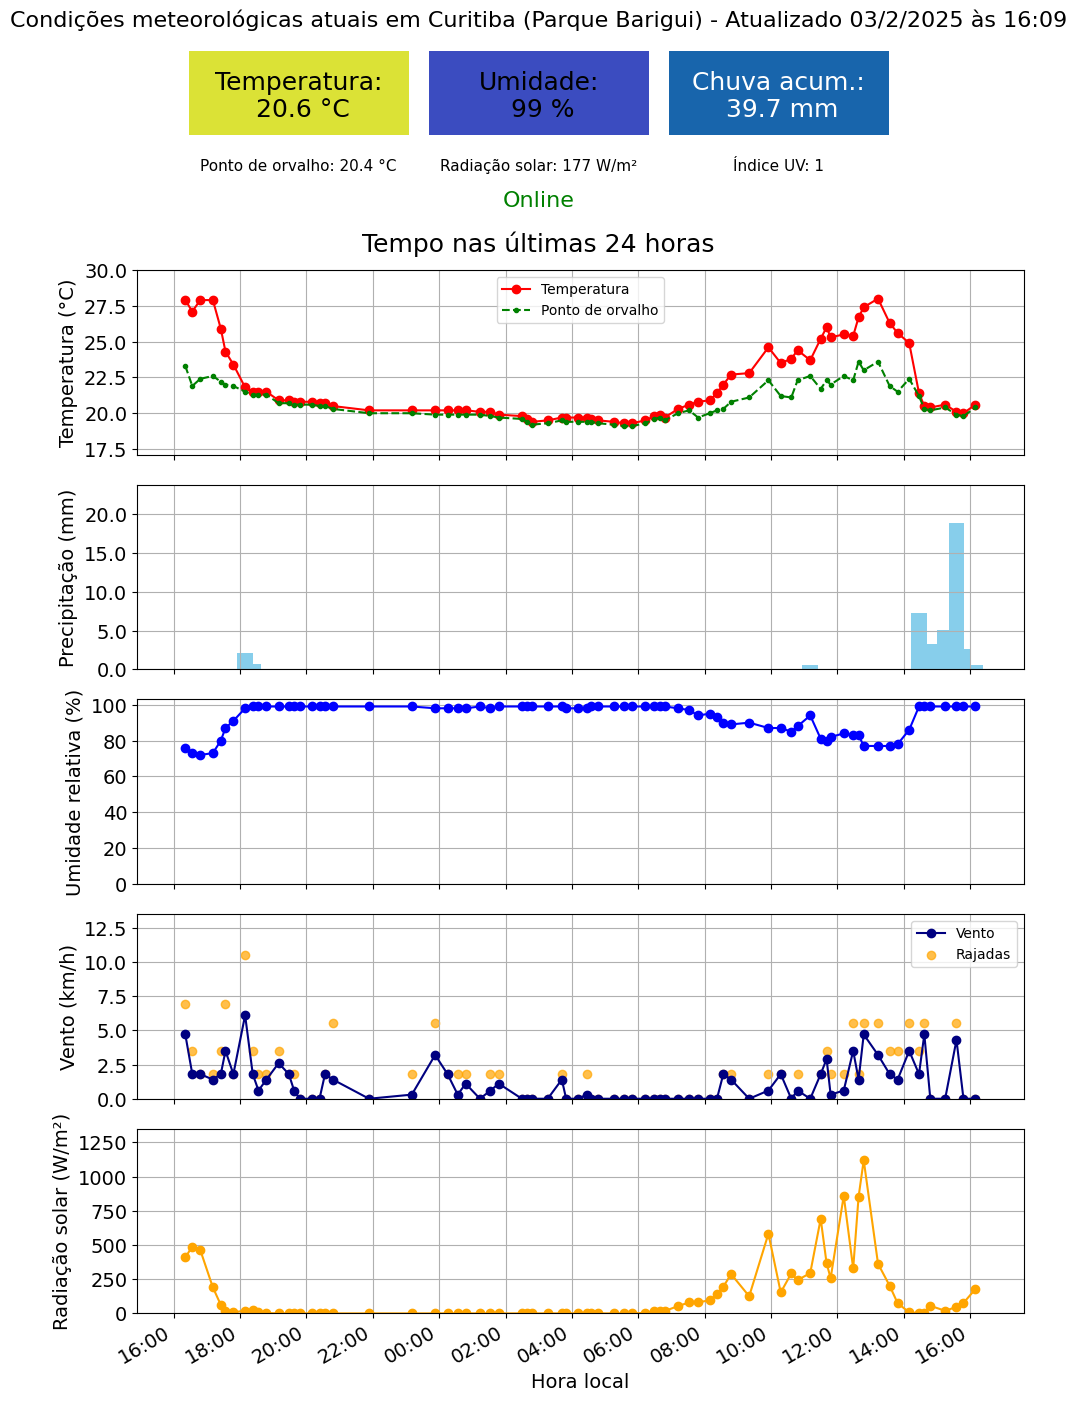 Condições meteorológicas atuais em Curitiba (Parque Barigui) - Atualizado 03/2/2025 às 16:09
Temperatura:
20.6 °C
Umidade:
99 %
Chuva acum.:
39.7 mm
Ponto de orvalho: 20.4 °C
Radiação solar: 177 W/m²
Índice UV: 1
Online
Tempo nas últimas 24 horas
Temperatura (°C)
30.0
27.5
25.0
22.5
20.0
17.5
Temperatura
Ponto de orvalho
Precipitação (mm)
20.0
15.0
10.0
5.0
0.0
Umidade relativa (%)
100
80
60
40
20
0
Vento (km/h)
12.5
10.0
7.5
5.0
2.5
0.0
Vento
Rajadas
Radiação solar (W/m²)
1250
1000
750
500
250
0
16:00 18:00 20:00 22:00 00:00 02:00 04:00 06:00 08:00 10:00 12:00 14:00 16:00
Hora local